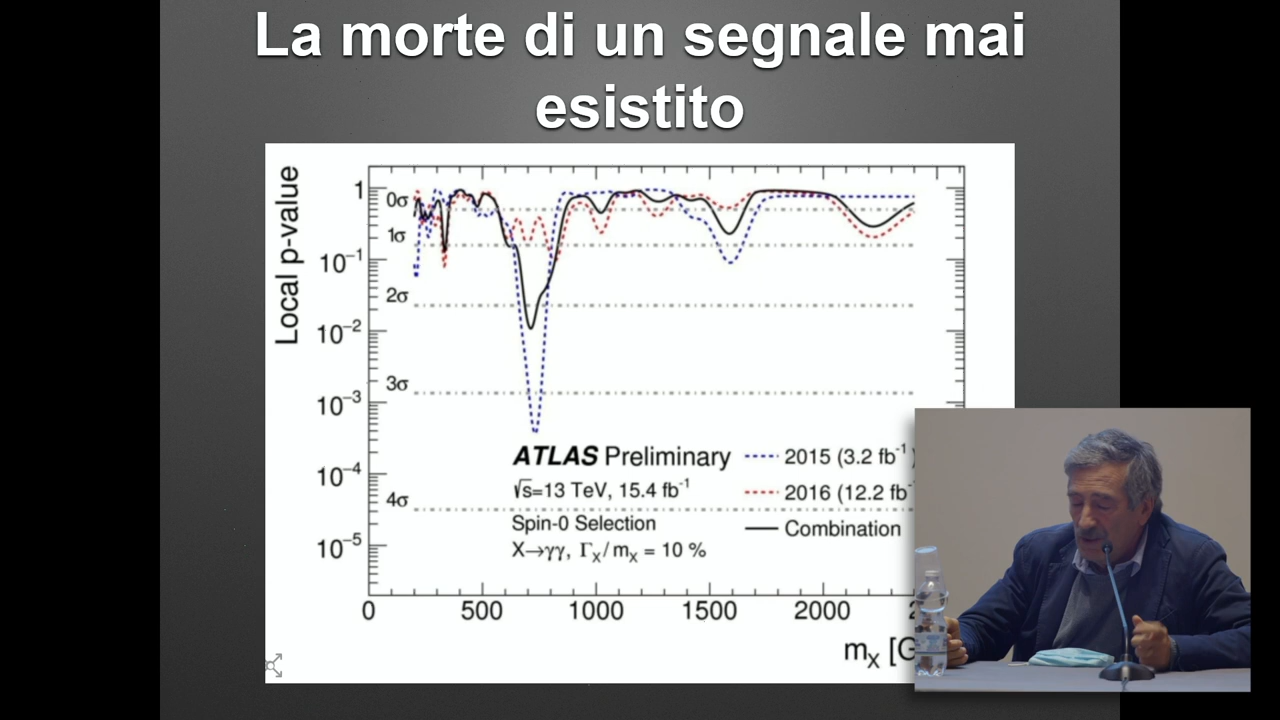 La morte di un segnale mai
esistito
Local p-value
1
10⁻¹
10⁻²
10⁻³
10⁻⁴
10⁻⁵
0σ
1σ
2σ
3σ
4σ
ATLAS Preliminary
√s=13 TeV, 15.4 fb⁻¹
Spin-0 Selection
X→γγ, Γ_X/m_X = 10 %
2015 (3.2 fb⁻¹)
2016 (12.2 fb⁻
Combination
0 500 1000 1500 2000 2
m_X [G